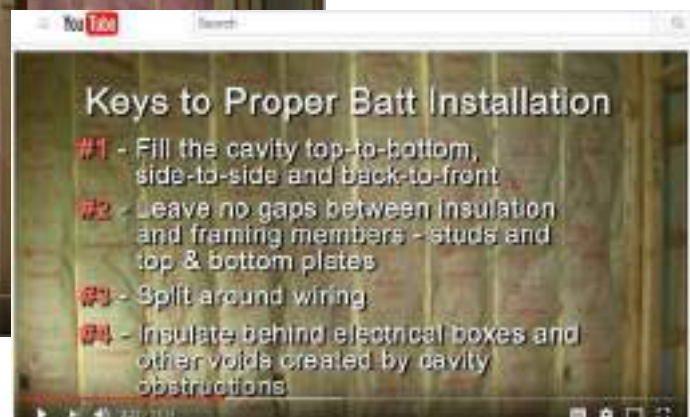 You Tube
Search
Keys to Proper Batt Installation
#1 - Fill the cavity top-to-bottom,
side-to-side and back-to-front
#2 - Leave no gaps between insulation
and framing members - studs and
top & bottom plates
#3 - Split around wiring
#4 - Insulate behind electrical boxes and
other voids created by cavity
obstructions